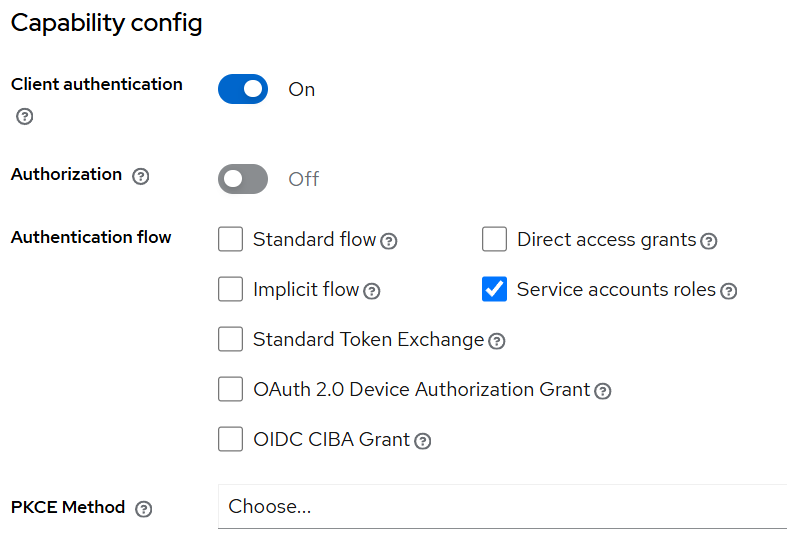 Capability config
Client authentication
On
Authorization
Off
Authentication flow
Standard flow
Direct access grants
Implicit flow
Service accounts roles
Standard Token Exchange
OAuth 2.0 Device Authorization Grant
OIDC CIBA Grant
PKCE Method
Choose...